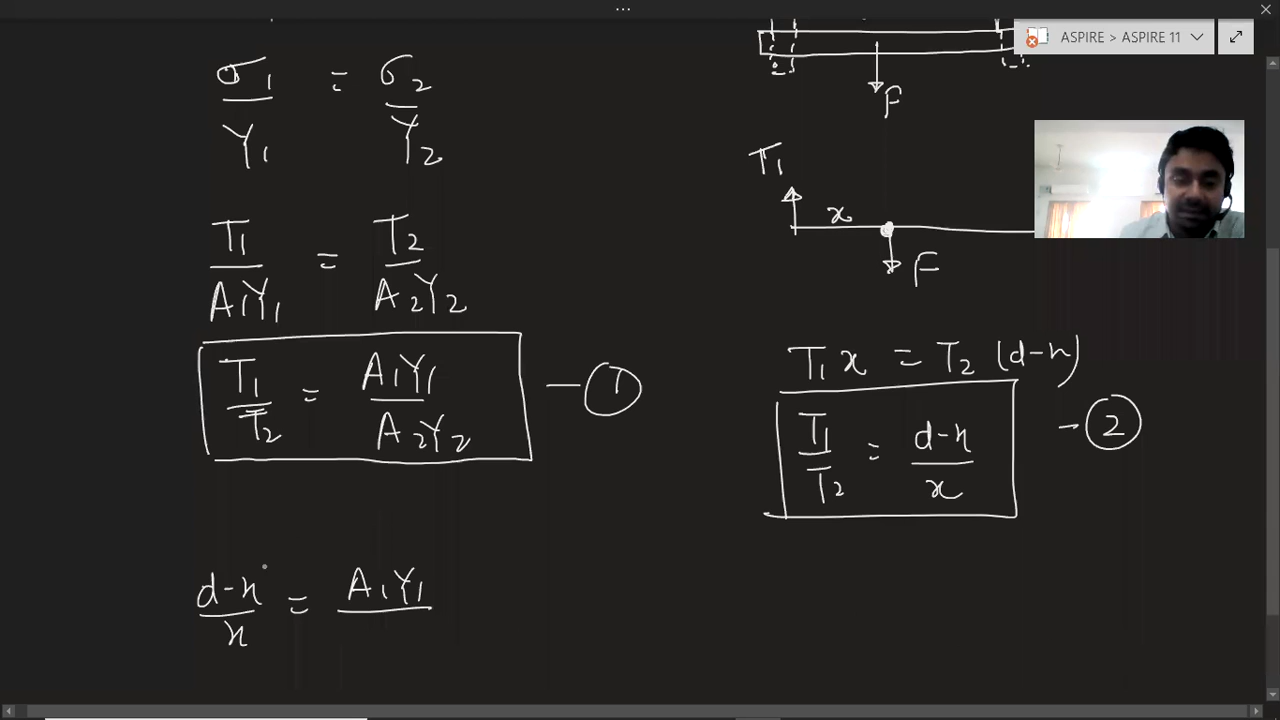 ASPIRE > ASPIRE 11
σ1/Y1 = σ2/Y2
F
T1
x
F
T1/A1Y1 = T2/A2Y2
T1/T2 = A1Y1/A2Y2 — 1
T1 x = T2 (d-x)
T1/T2 = d-x/x - 2
d-x/x = A1Y1